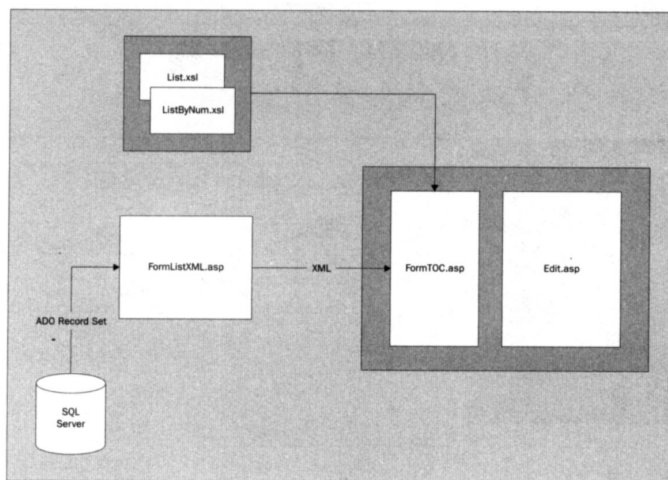 List.xsl
ListByNum.xsl
FormListXML.asp
XML
FormTOC.asp
Edit.asp
ADO Record Set
SQL
Server